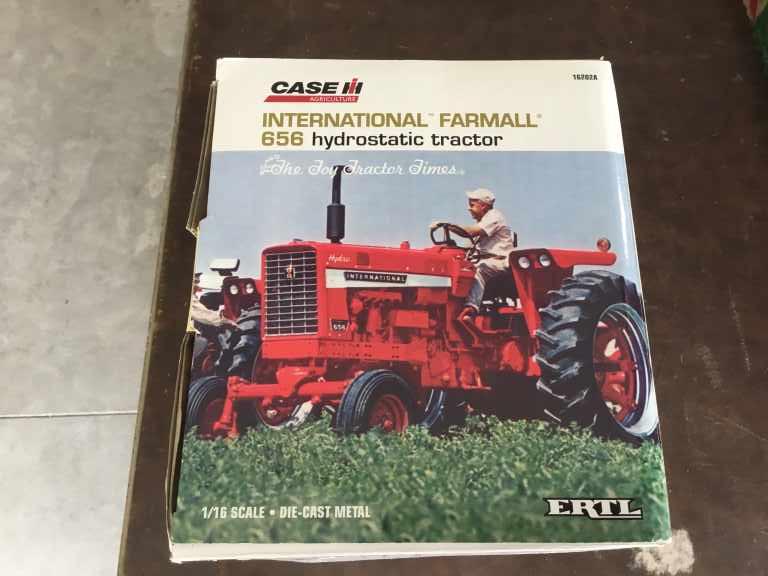 CASE IH
AGRICULTURE
16202A
INTERNATIONAL™ FARMALL®
656 hydrostatic tractor
The Toy Tractor Times®
Hydro
INTERNATIONAL
656
1/16 SCALE • DIE-CAST METAL
ERTL